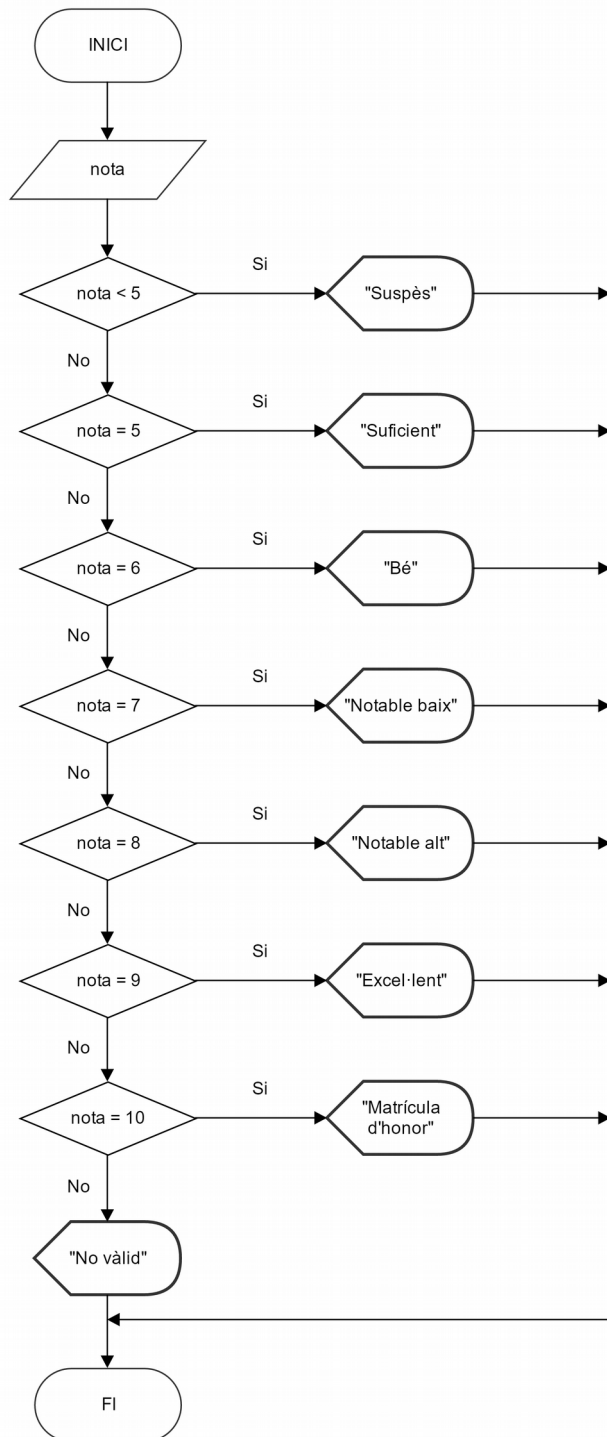 INICI
nota
nota < 5
Si
"Suspès"
No
nota = 5
Si
"Suficient"
No
nota = 6
Si
"Bé"
No
nota = 7
Si
"Notable baix"
No
nota = 8
Si
"Notable alt"
No
nota = 9
Si
"Excel·lent"
No
nota = 10
Si
"Matrícula
d'honor"
No
"No vàlid"
FI